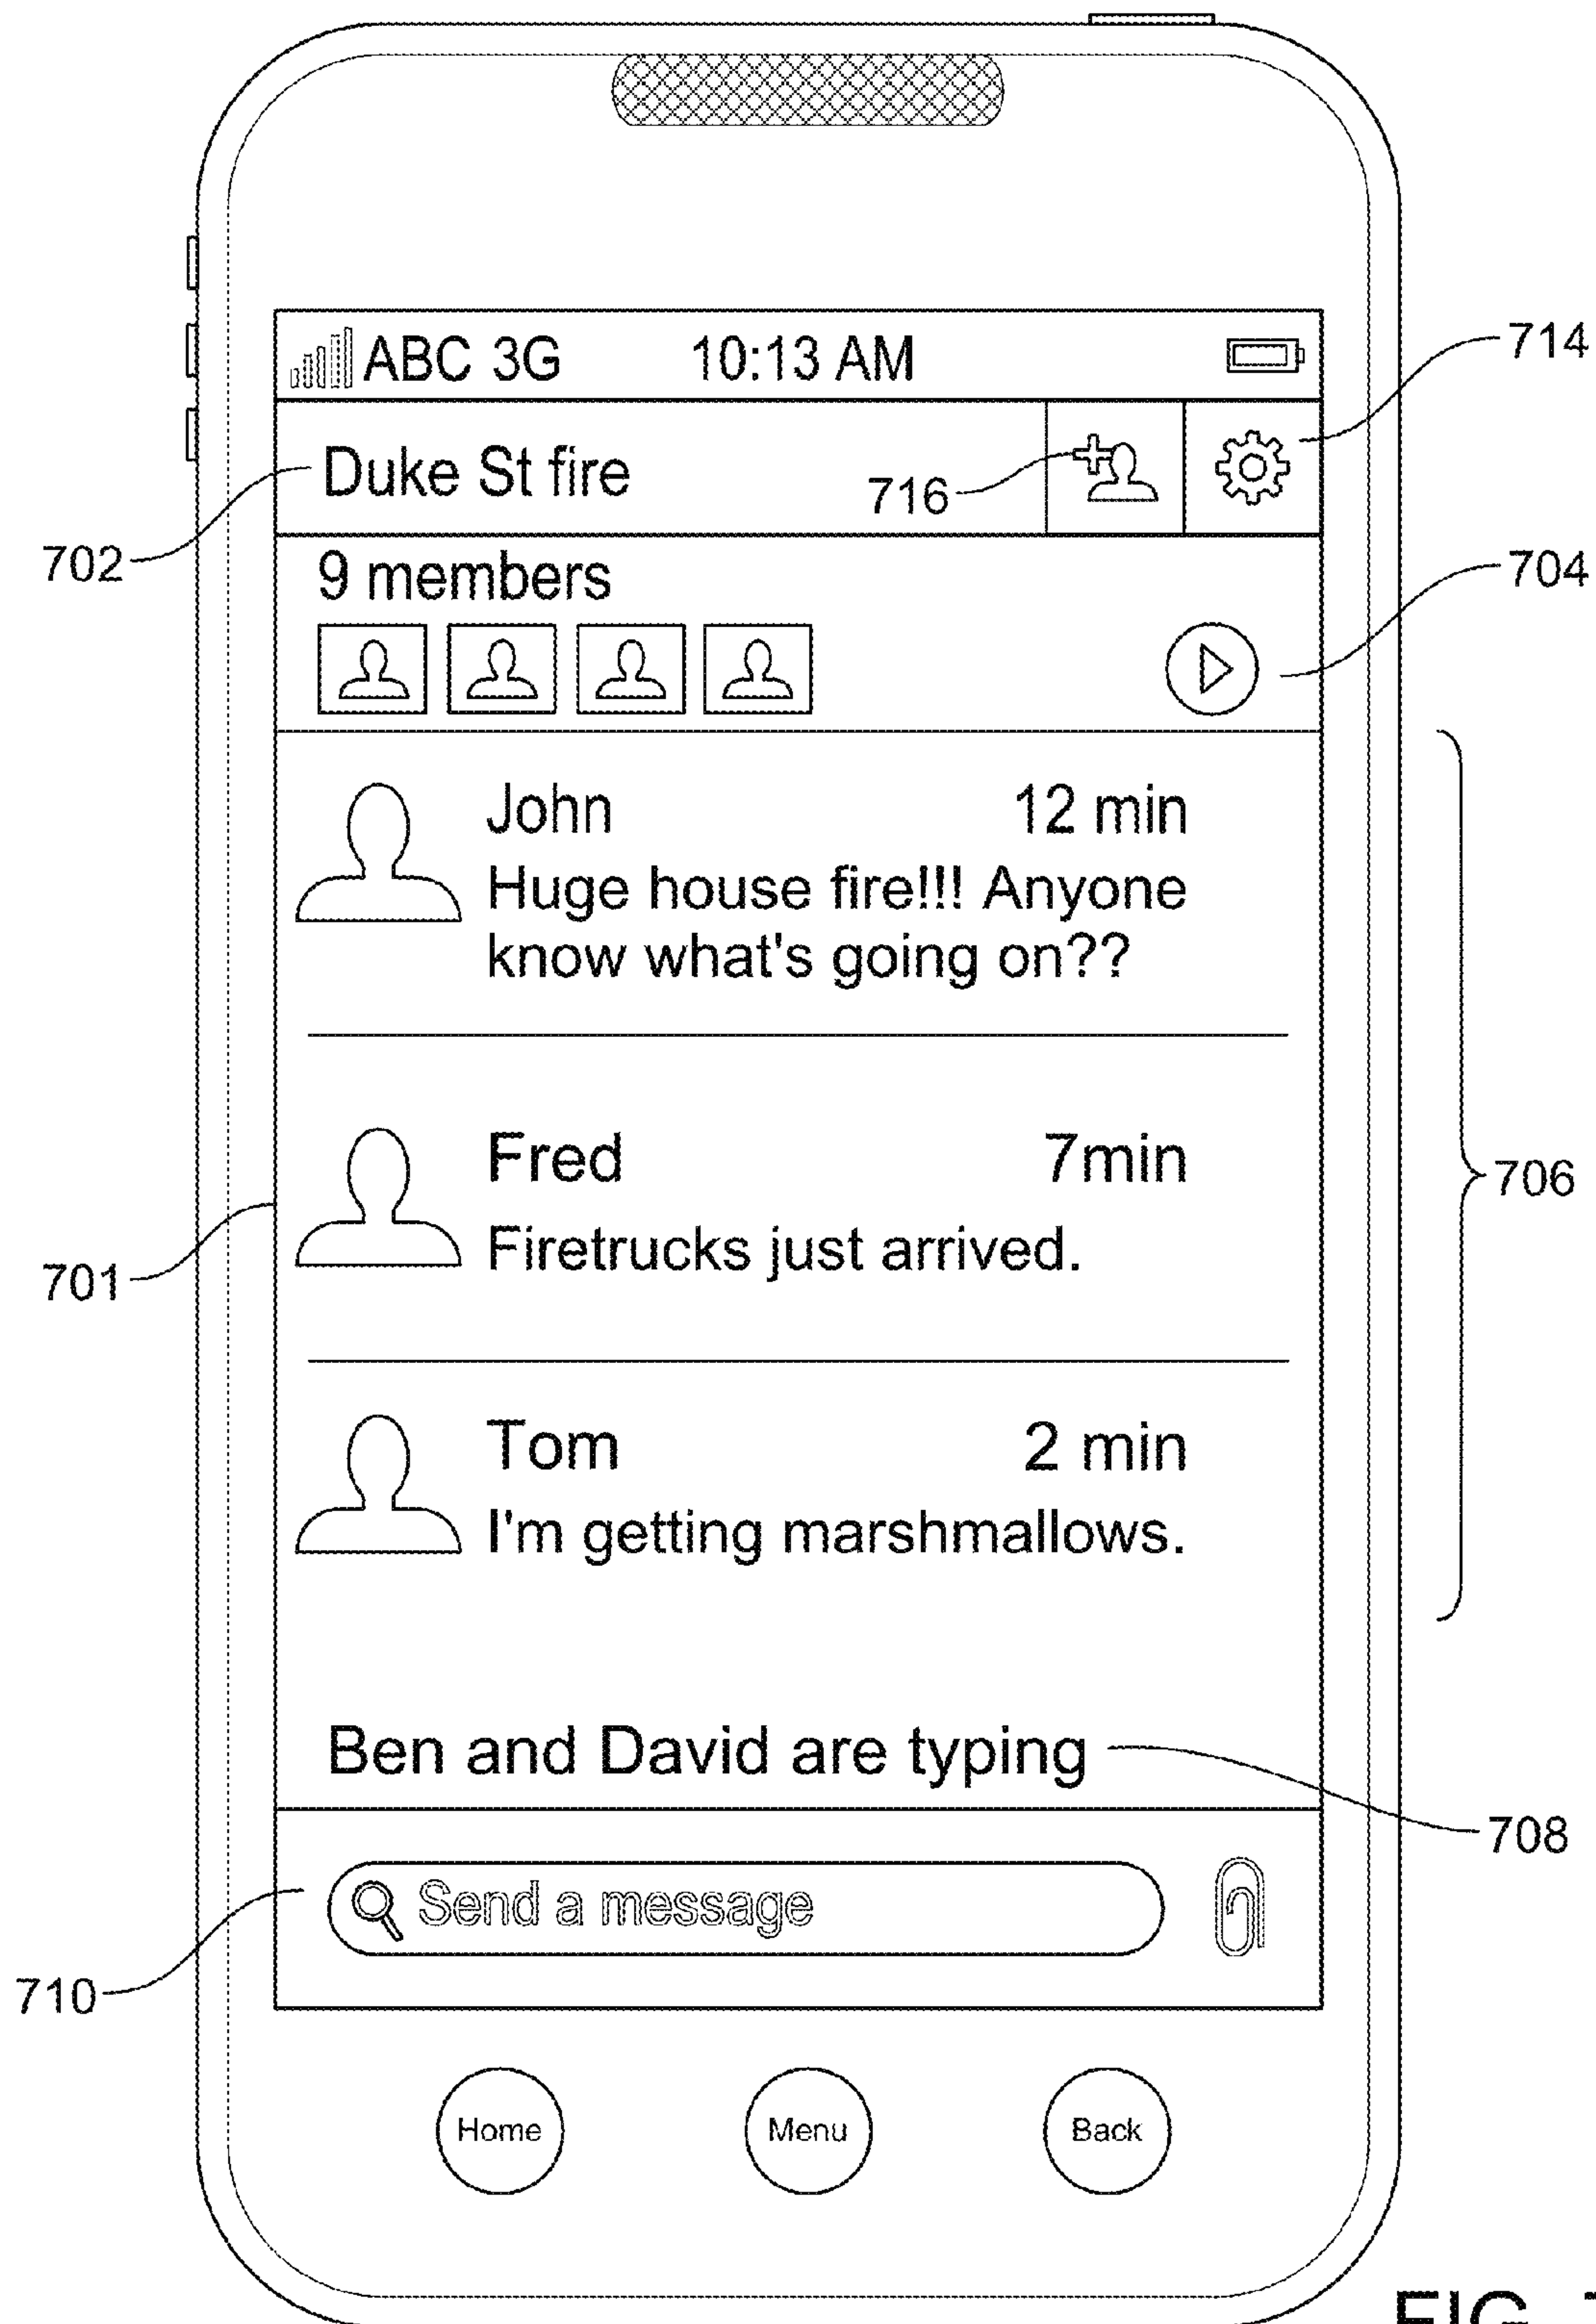 ABC 3G 10:13 AM
714
Duke St fire
716
702
9 members
704
John 12 min
Huge house fire!!! Anyone
know what's going on??
Fred 7min
706
Firetrucks just arrived.
701
Tom 2 min
I'm getting marshmallows.
Ben and David are typing
708
Send a message
710
Home Menu Back
FIG.